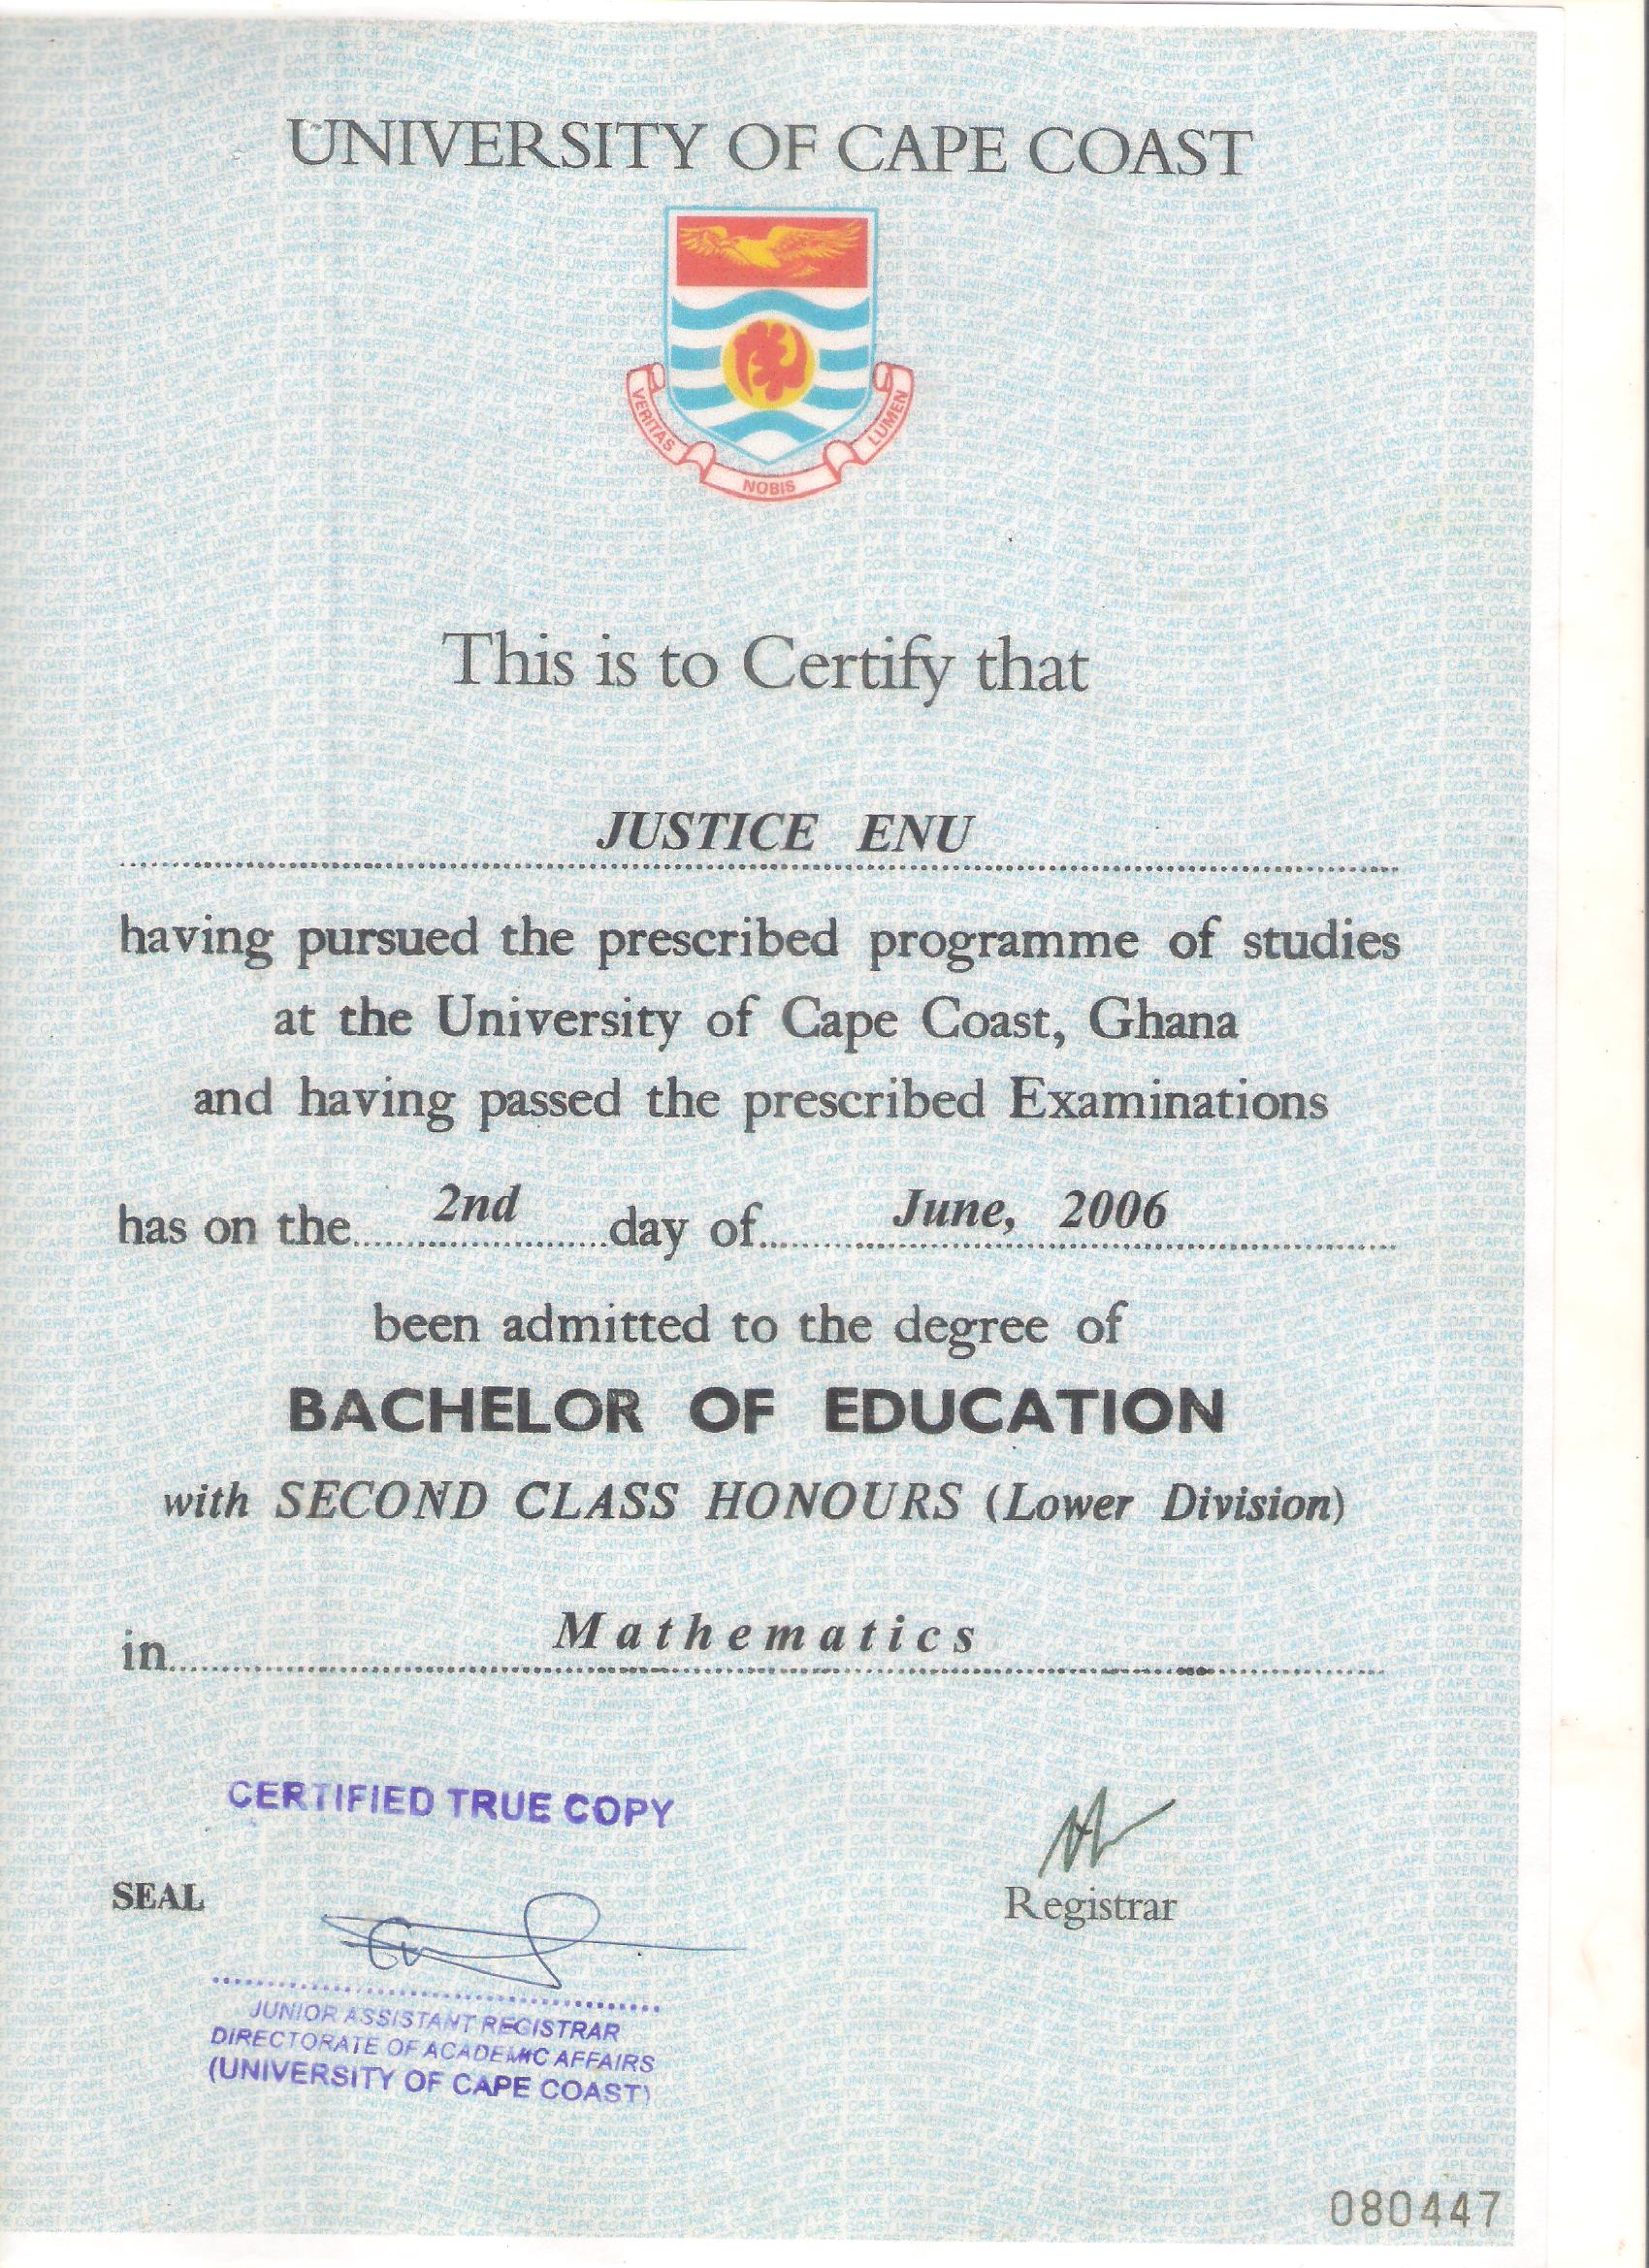 UNIVERSITY OF CAPE COAST
VERITAS
NOBIS
LUMEN
This is to Certify that
JUSTICE ENU
having pursued the prescribed programme of studies
at the University of Cape Coast, Ghana
and having passed the prescribed Examinations
has on the 2nd day of June, 2006
been admitted to the degree of
BACHELOR OF EDUCATION
with SECOND CLASS HONOURS (Lower Division)
in Mathematics
CERTIFIED TRUE COPY
SEAL
Registrar
JUNIOR ASSISTANT REGISTRAR
DIRECTORATE OF ACADEMIC AFFAIRS
(UNIVERSITY OF CAPE COAST)
080447